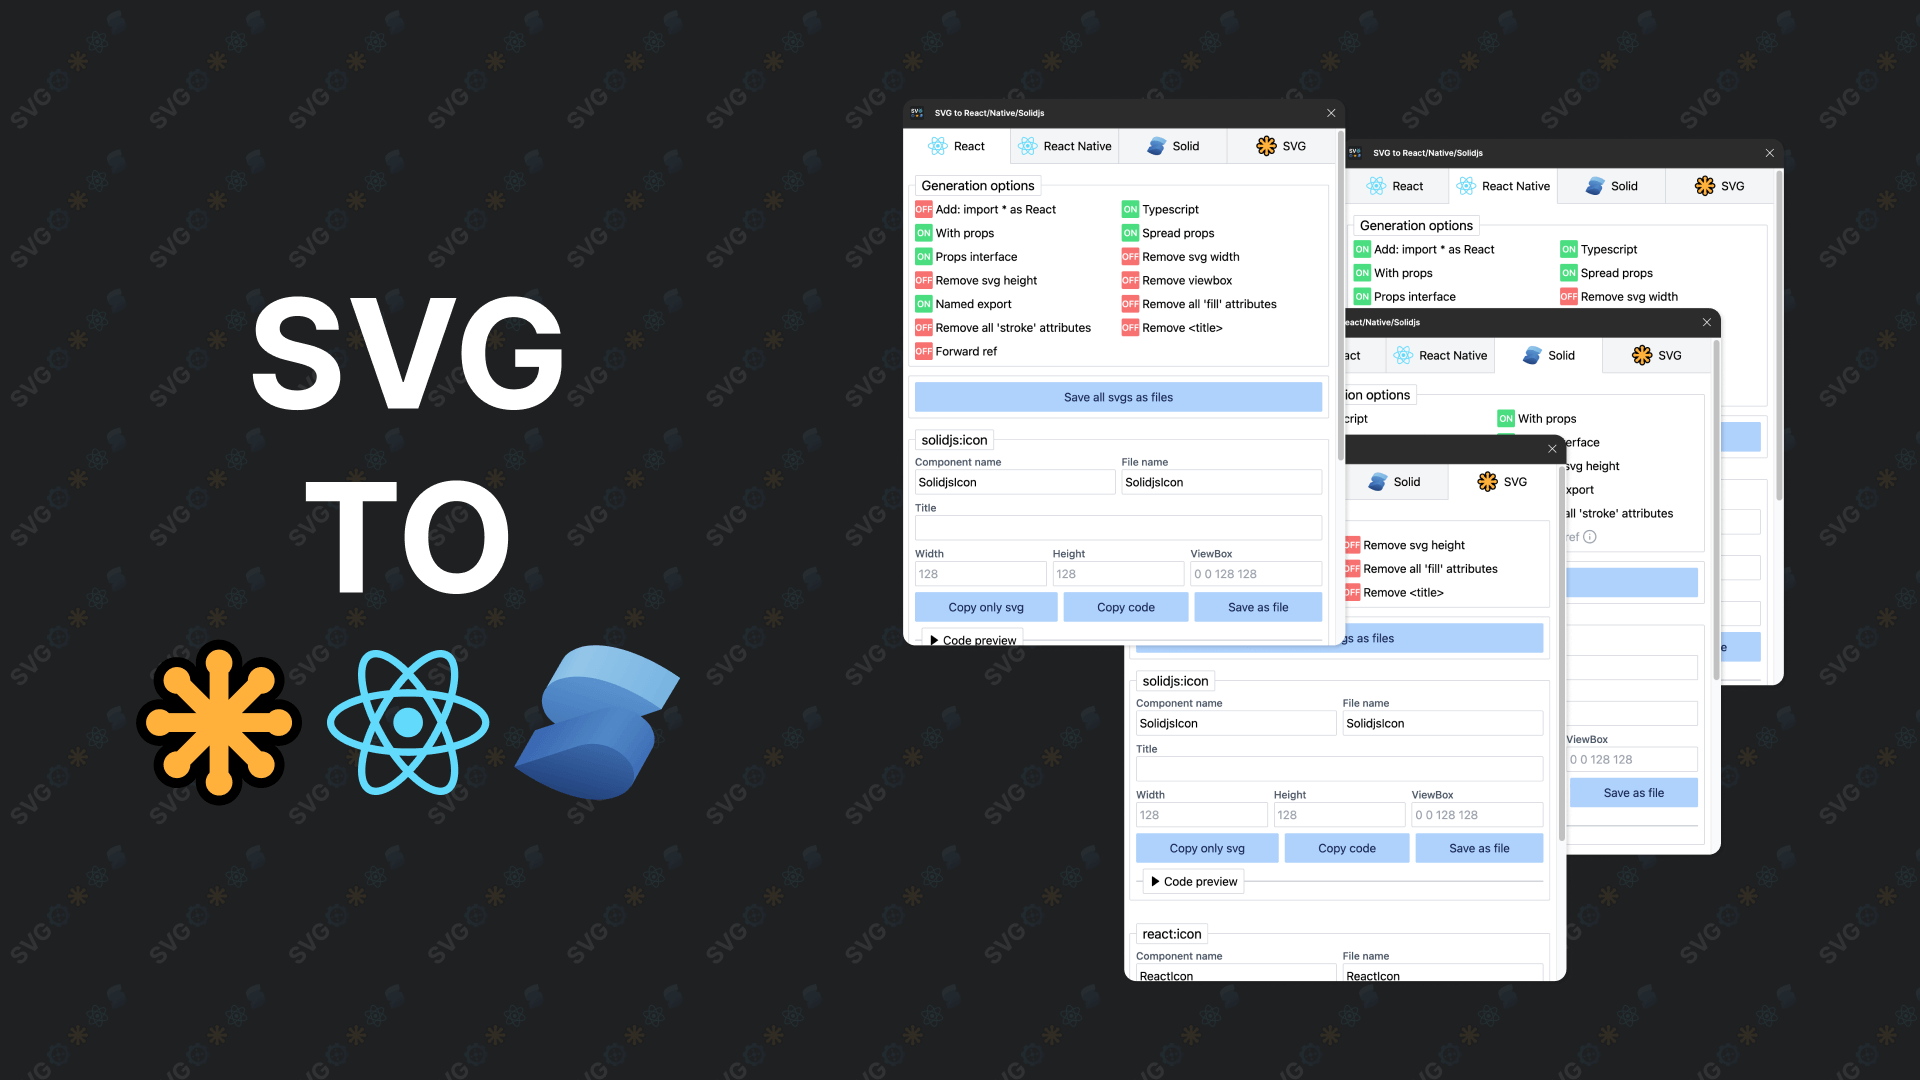 SVG
TO
SVG to React/Native/Solidjs
React
React Native
Solid
SVG
Generation options
OFF Add: import * as React
ON Typescript
ON With props
ON Spread props
ON Props interface
OFF Remove svg width
OFF Remove svg height
OFF Remove viewbox
ON Named export
OFF Remove all 'fill' attributes
OFF Remove all 'stroke' attributes
OFF Remove <title>
OFF Forward ref
Save all svgs as files
solidjs:icon
Component name
File name
SolidjsIcon
SolidjsIcon
Title
Width
Height
ViewBox
128
128
0 0 128 128
Copy only svg
Copy code
Save as file
Code preview
SVG to React/Native/Solidjs
React
React Native
Solid
SVG
Generation options
ON Add: import * as React
ON Typescript
ON With props
ON Spread props
ON Props interface
OFF Remove svg width
React Native
Solid
SVG
options
ON With props
svg height
all 'stroke' attributes
ref
ViewBox
0 0 128 128
Save as file
Solid
SVG
OFF Remove svg height
OFF Remove all 'fill' attributes
OFF Remove <title>
as files
solidjs:icon
Component name
File name
SolidjsIcon
SolidjsIcon
Title
Width
Height
ViewBox
128
128
0 0 128 128
Copy only svg
Copy code
Save as file
Code preview
react:icon
Component name
File name
ReactIcon
ReactIcon